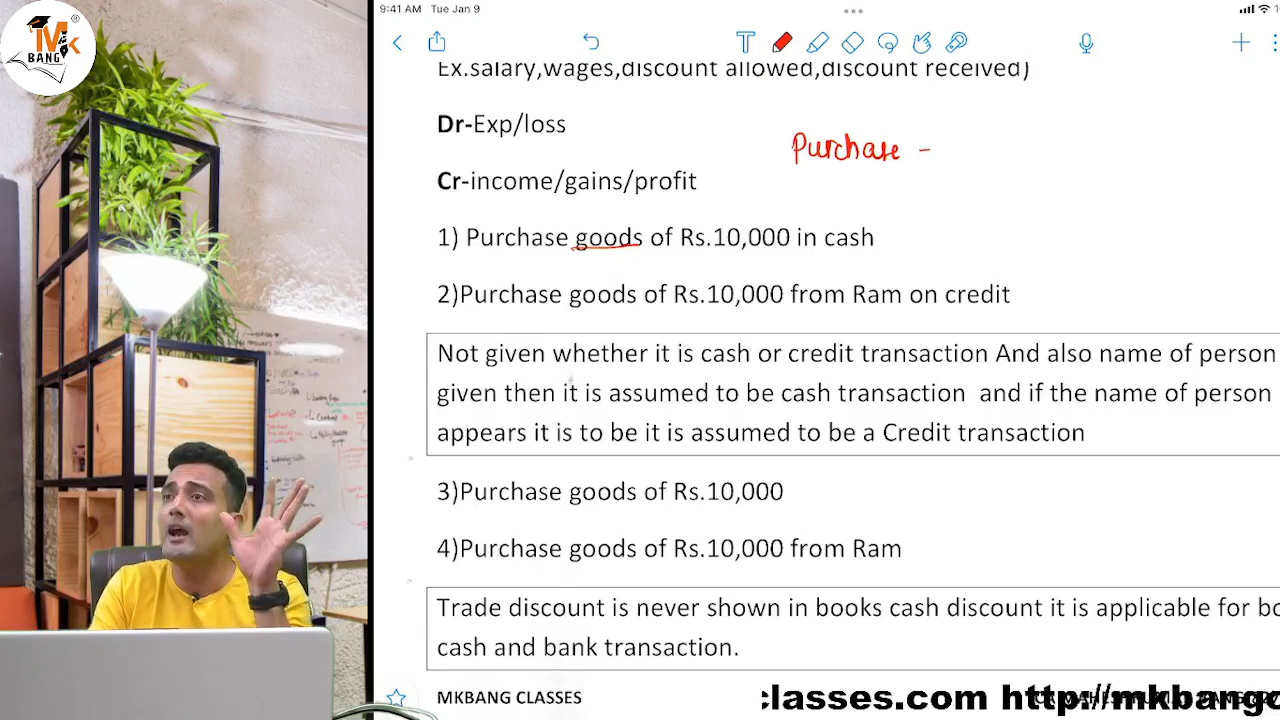 MK
BANG
9:41 AM Tue Jan 9
Ex.salary,wages,discount allowed,discount received)
Dr-Exp/loss
Purchase -
Cr-income/gains/profit
1) Purchase goods of Rs.10,000 in cash
2)Purchase goods of Rs.10,000 from Ram on credit
Not given whether it is cash or credit transaction And also name of person
given then it is assumed to be cash transaction and if the name of person
appears it is to be it is assumed to be a Credit transaction
3)Purchase goods of Rs.10,000
4)Purchase goods of Rs.10,000 from Ram
Trade discount is never shown in books cash discount it is applicable for bo
cash and bank transaction.
MKBANG CLASSES
classes.com http://mkbang